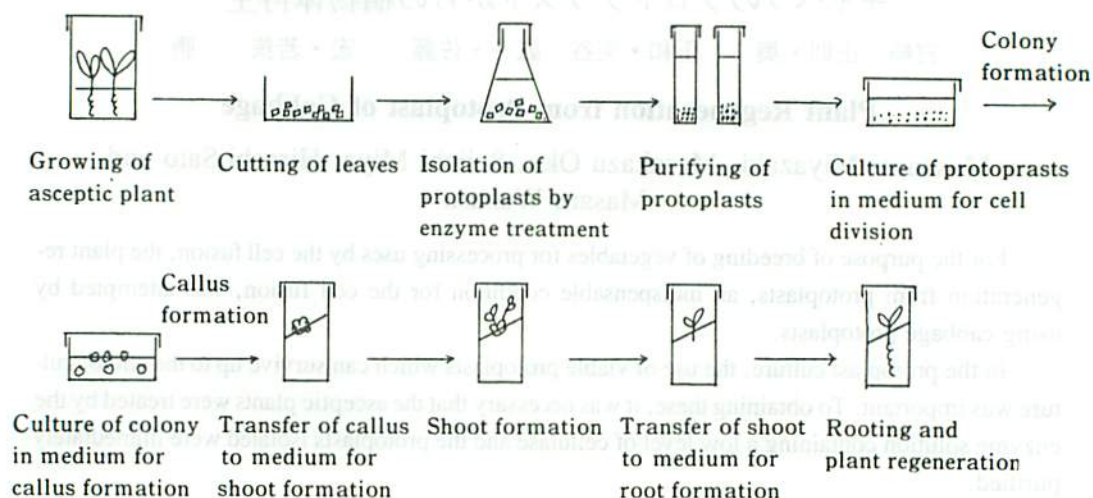 Colony
formation
Growing of
asceptic plant
Cutting of leaves
Isolation of
protoplasts by
enzyme treatment
Purifying of
protoplasts
Culture of protoprasts
in medium for cell
division
Callus
formation
Culture of colony
in medium for
callus formation
Transfer of callus
to medium for
shoot formation
Shoot formation
Transfer of shoot
to medium for
root formation
Rooting and
plant regeneration